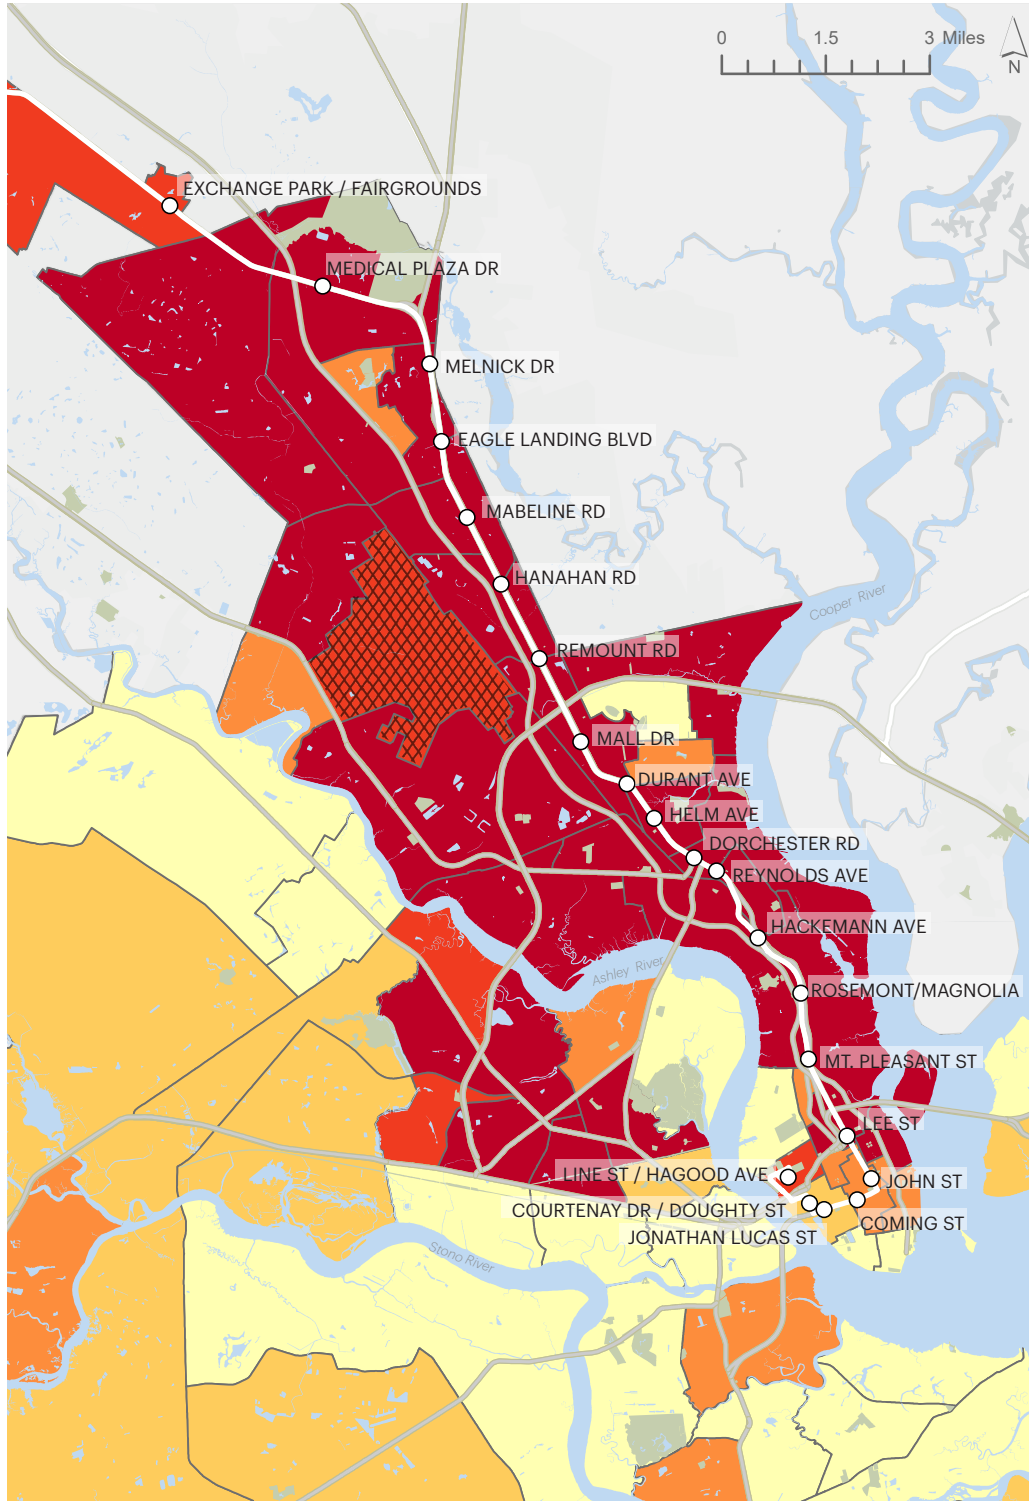 0 1.5 3 Miles
N
EXCHANGE PARK / FAIRGROUNDS
MEDICAL PLAZA DR
MELNICK DR
EAGLE LANDING BLVD
MABELINE RD
HANAHAN RD
Cooper River
REMOUNT RD
MALL DR
DURANT AVE
HELM AVE
DORCHESTER RD
REYNOLDS AVE
HACKEMANN AVE
Ashley River
ROSEMONT/MAGNOLIA
MT. PLEASANT ST
LEE ST
LINE ST / HAGOOD AVE
JOHN ST
COURTENAY DR / DOUGHTY ST
COMING ST
JONATHAN LUCAS ST
Stono River